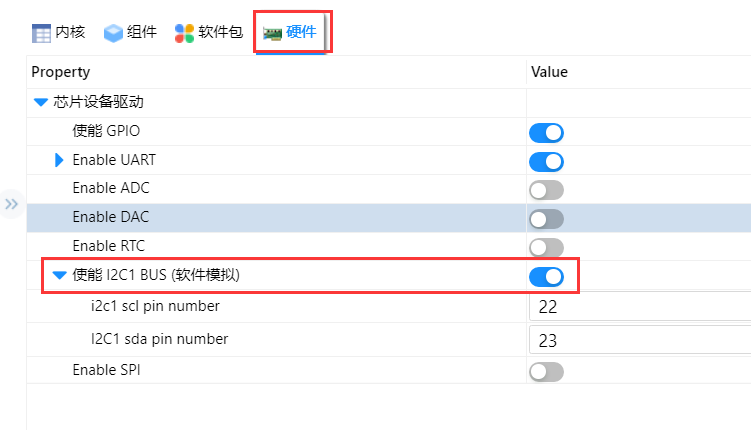 内核 组件 软件包 硬件
Property Value
芯片设备驱动
使能 GPIO
Enable UART
Enable ADC
Enable DAC
Enable RTC
使能 I2C1 BUS (软件模拟)
i2c1 scl pin number 22
I2C1 sda pin number 23
Enable SPI